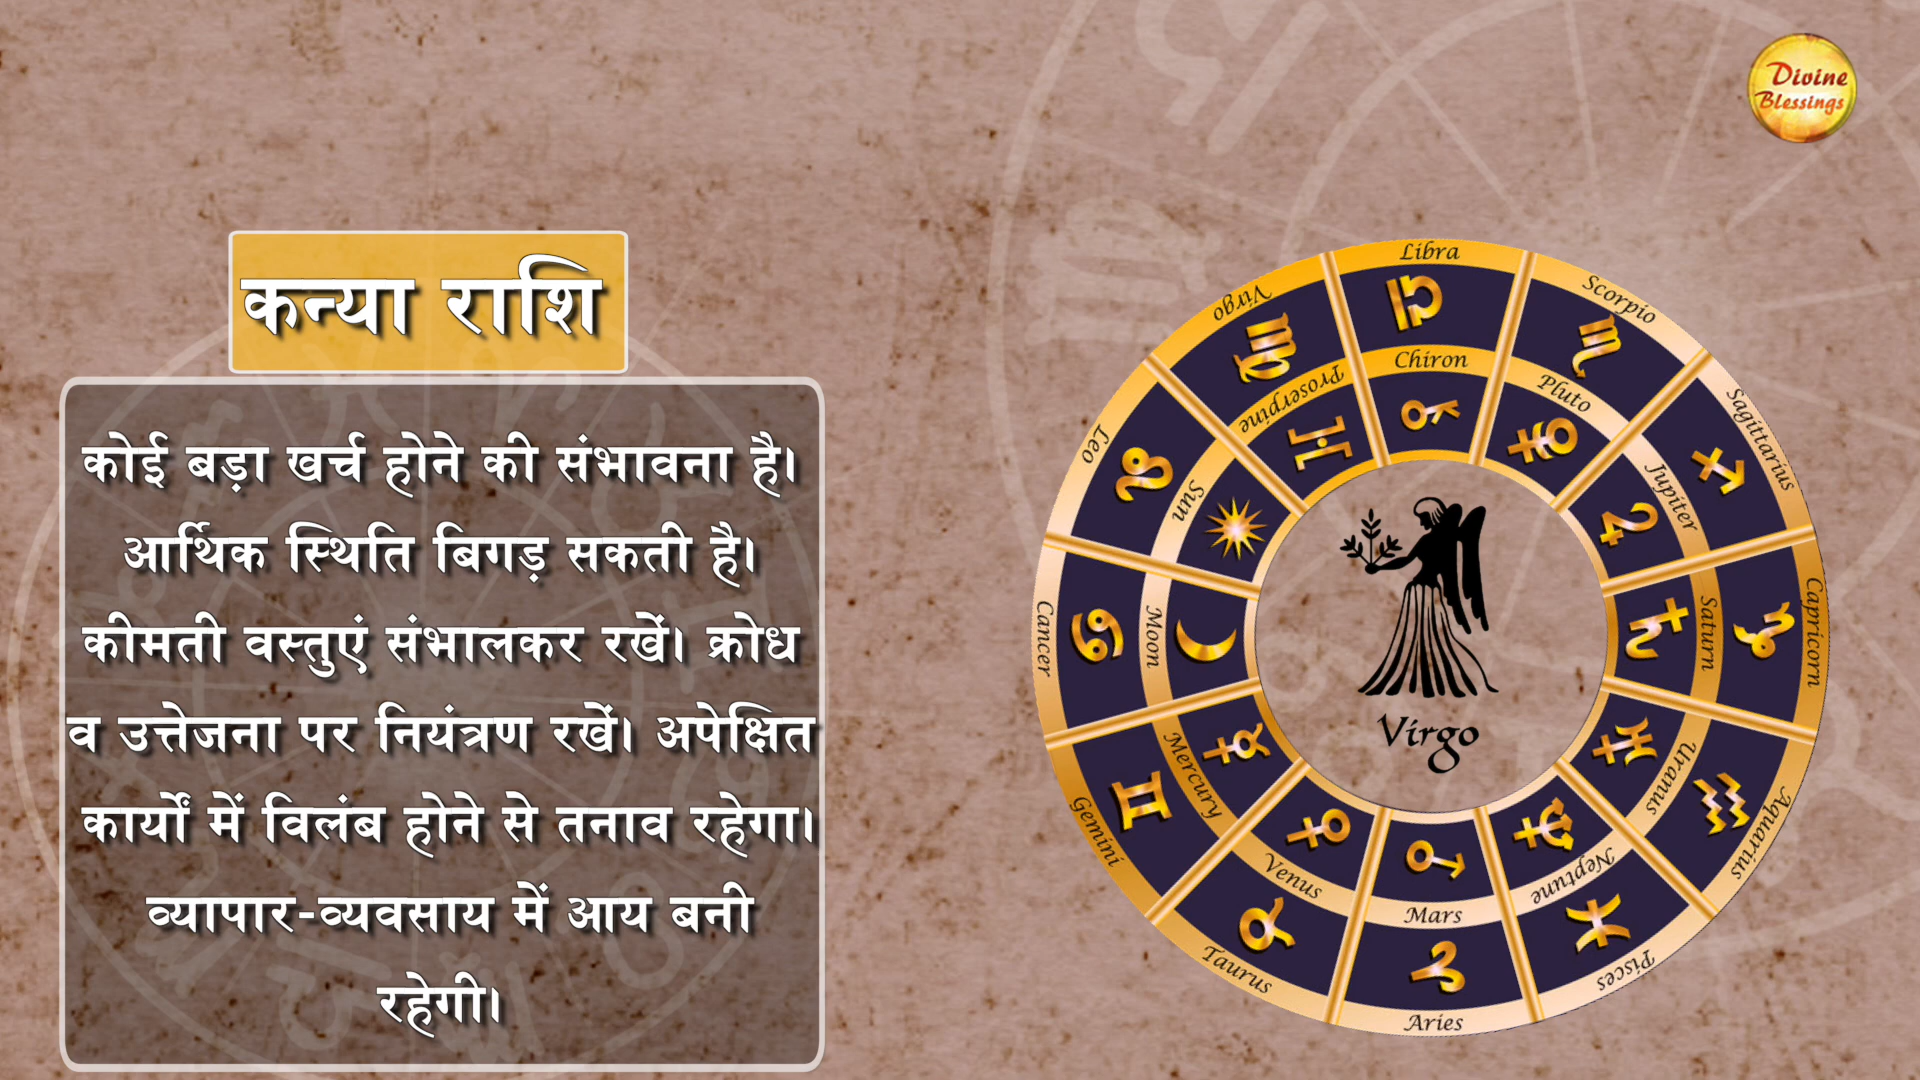 Divine
Blessings
कन्या राशि
कोई बड़ा खर्च होने की संभावना है।
आर्थिक स्थिति बिगड़ सकती है।
कीमती वस्तुएं संभालकर रखें। क्रोध
व उत्तेजना पर नियंत्रण रखें। अपेक्षित
कार्यों में विलंब होने से तनाव रहेगा।
व्यापार-व्यवसाय में आय बनी
रहेगी।
Libra
Scorpio
Sagittarius
Capricorn
Aquarius
Pisces
Aries
Taurus
Gemini
Cancer
Leo
Virgo
Chiron
Pluto
Jupiter
Saturn
Uranus
Neptune
Mars
Venus
Mercury
Moon
Sun
Proserpine
Virgo